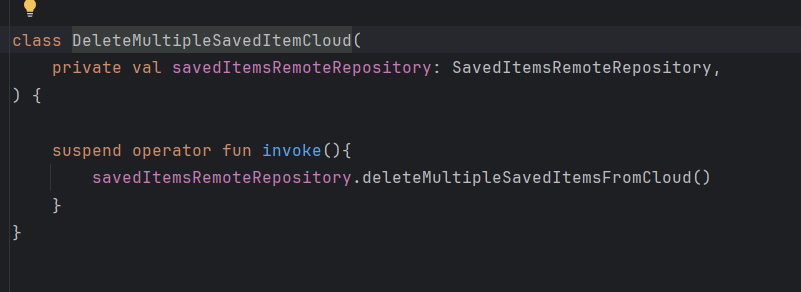 class DeleteMultipleSavedItemCloud(
    private val savedItemsRemoteRepository: SavedItemsRemoteRepository,
) {
    suspend operator fun invoke(){
        savedItemsRemoteRepository.deleteMultipleSavedItemsFromCloud()
    }
}